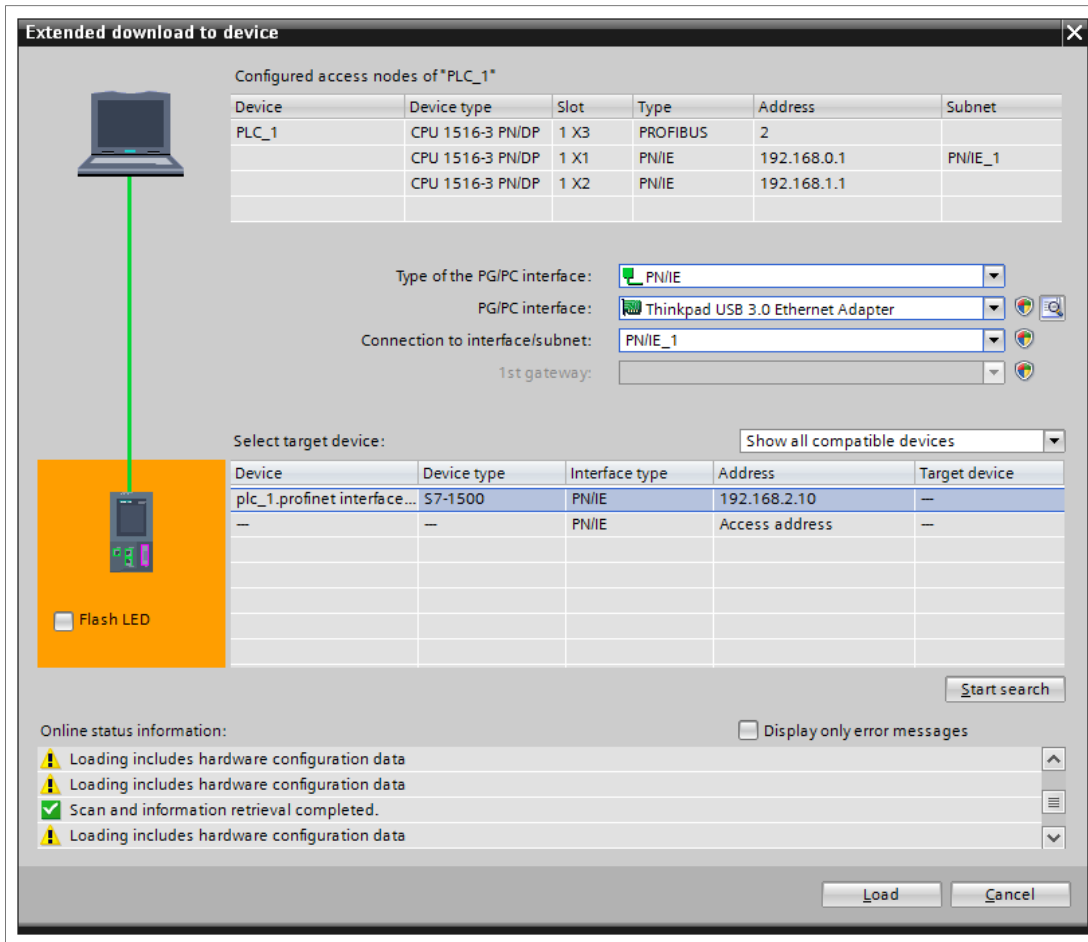 Extended download to device
Configured access nodes of "PLC_1"
Device Device type Slot Type Address Subnet
PLC_1 CPU 1516-3 PN/DP 1 X3 PROFIBUS 2
CPU 1516-3 PN/DP 1 X1 PN/IE 192.168.0.1 PN/IE_1
CPU 1516-3 PN/DP 1 X2 PN/IE 192.168.1.1
Type of the PG/PC interface: PN/IE
PG/PC interface: Thinkpad USB 3.0 Ethernet Adapter
Connection to interface/subnet: PN/IE_1
1st gateway:
Select target device: Show all compatible devices
Device Device type Interface type Address Target device
plc_1.profinet interface... S7-1500 PN/IE 192.168.2.10 —
— — PN/IE Access address —
Flash LED
Start search
Online status information: Display only error messages
Loading includes hardware configuration data
Loading includes hardware configuration data
Scan and information retrieval completed.
Loading includes hardware configuration data
Load Cancel